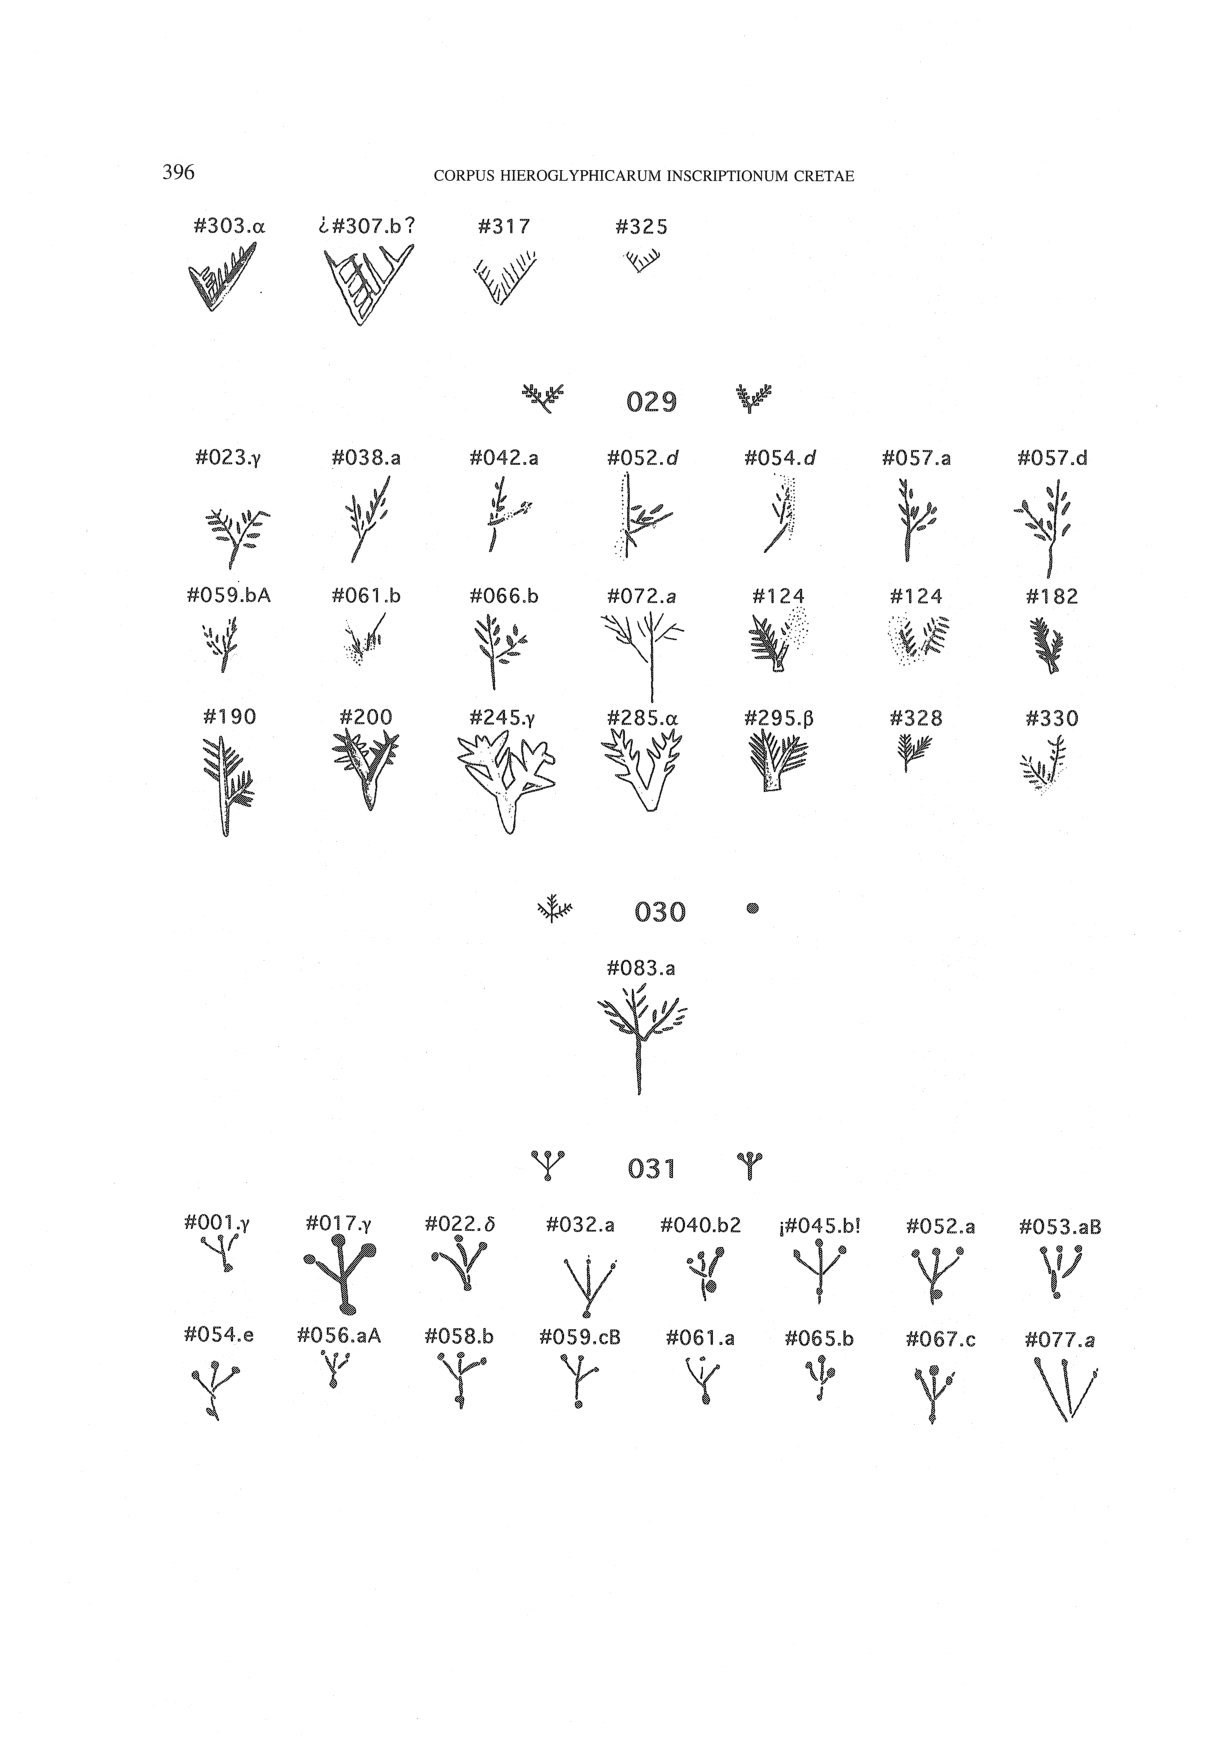 396 CORPUS HIEROGLYPHICARUM INSCRIPTIONUM CRETAE
#303.α ¿#307.b? #317 #325
029
#023.γ #038.a #042.a #052.d #054.d #057.a #057.d
#059.bA #061.b #066.b #072.a #124 #124 #182
#190 #200 #245.γ #285.α #295.β #328 #330
030
#083.a
031
#001.γ #017.γ #022.δ #032.a #040.b2 ¡#045.b! #052.a #053.aB
#054.e #056.aA #058.b #059.cB #061.a #065.b #067.c #077.a